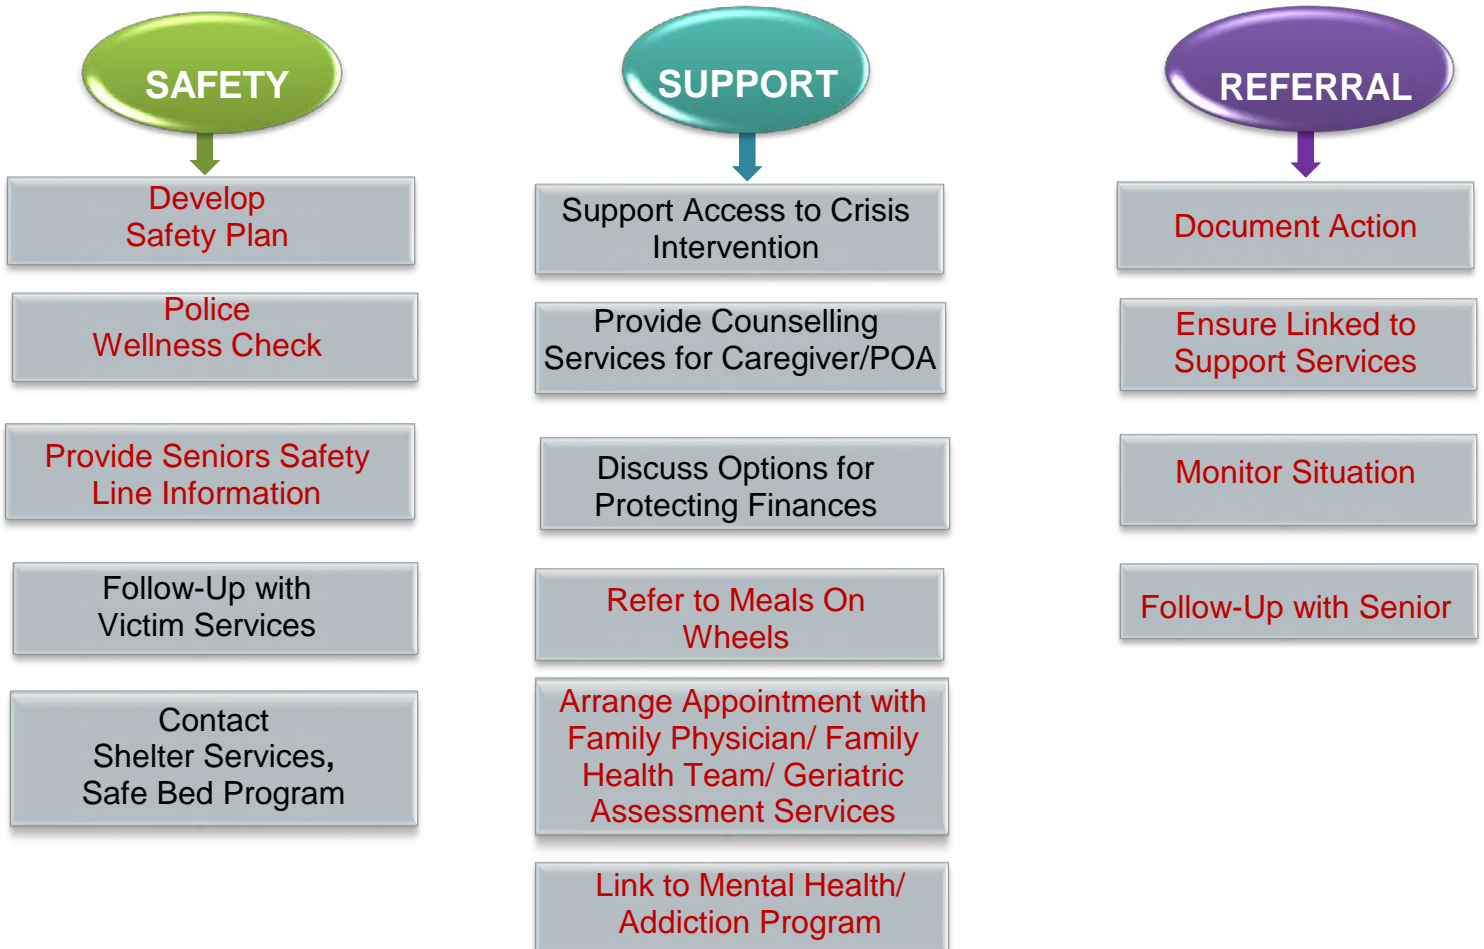 SAFETY
Develop
Safety Plan
Police
Wellness Check
Provide Seniors Safety
Line Information
Follow-Up with
Victim Services
Contact
Shelter Services,
Safe Bed Program
SUPPORT
Support Access to Crisis
Intervention
Provide Counselling
Services for Caregiver/POA
Discuss Options for
Protecting Finances
Refer to Meals On
Wheels
Arrange Appointment with
Family Physician/ Family
Health Team/ Geriatric
Assessment Services
Link to Mental Health/
Addiction Program
REFERRAL
Document Action
Ensure Linked to
Support Services
Monitor Situation
Follow-Up with Senior